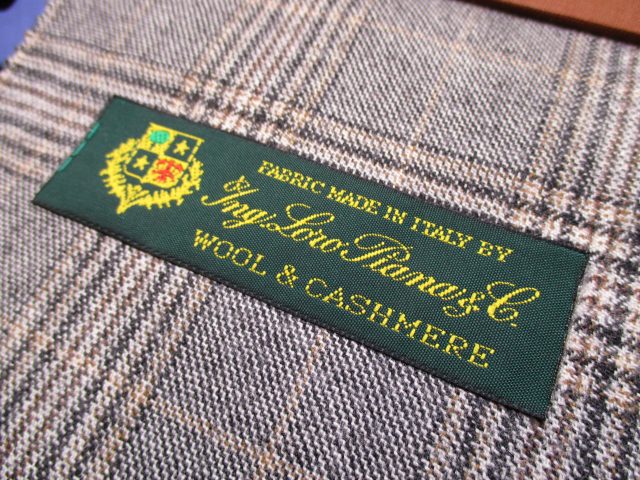 FABRIC MADE IN ITALY BY
Ing. Loro Piana & C.
WOOL & CASHMERE